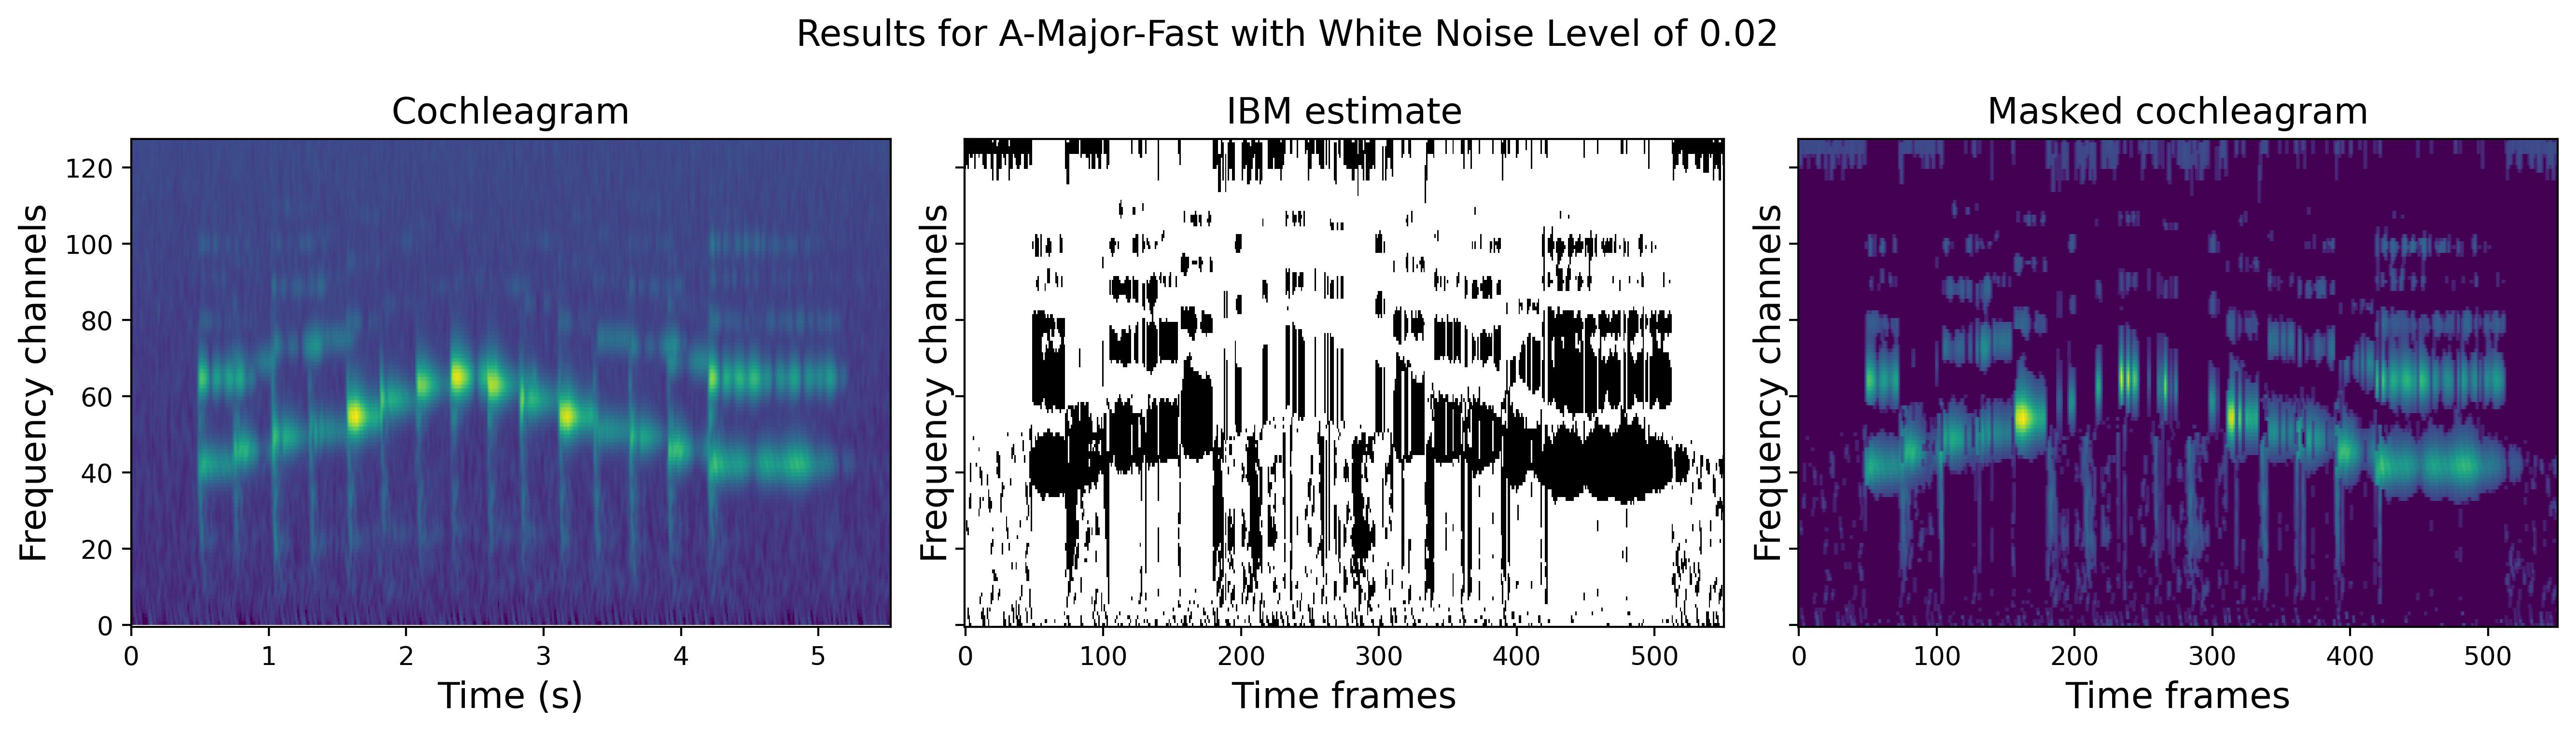 Results for A-Major-Fast with White Noise Level of 0.02
Cochleagram
IBM estimate
Masked cochleagram
Frequency channels
120
100
80
60
40
20
0
0 1 2 3 4 5
Time (s)
Frequency channels
0 100 200 300 400 500
Time frames
Frequency channels
0 100 200 300 400 500
Time frames